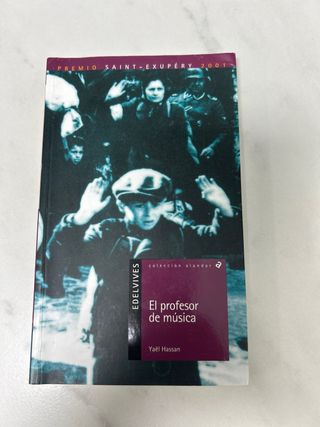 PREMIO SAINT-EXUPÉRY 2001
EDELVIVES
colección alandar a
El profesor
de música
Yaël Hassan